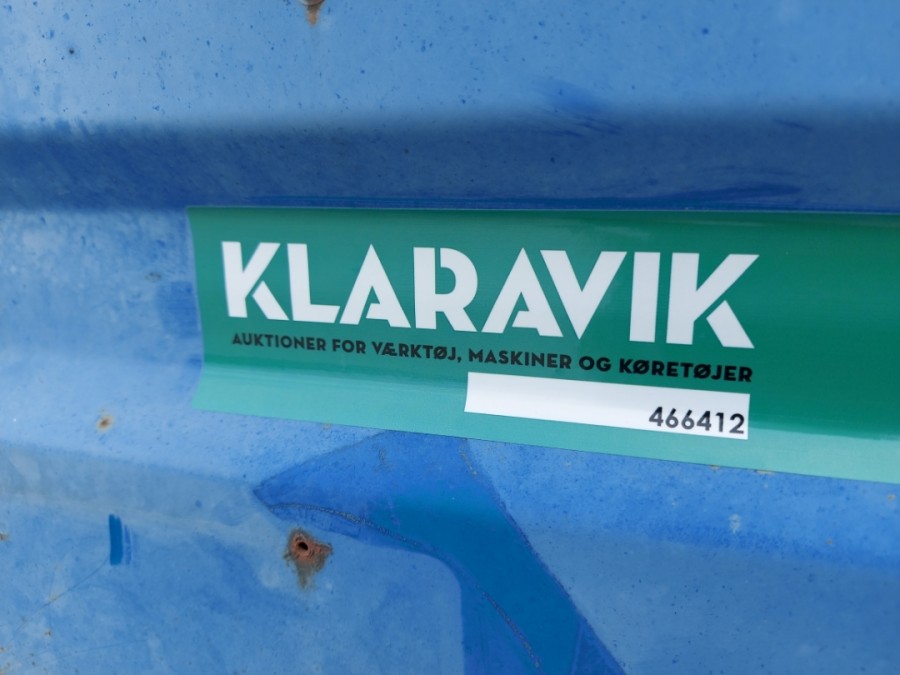 KLARAVIK
AUKTIONER FOR VÆRKTØJ, MASKINER OG KØRETØJER
466412